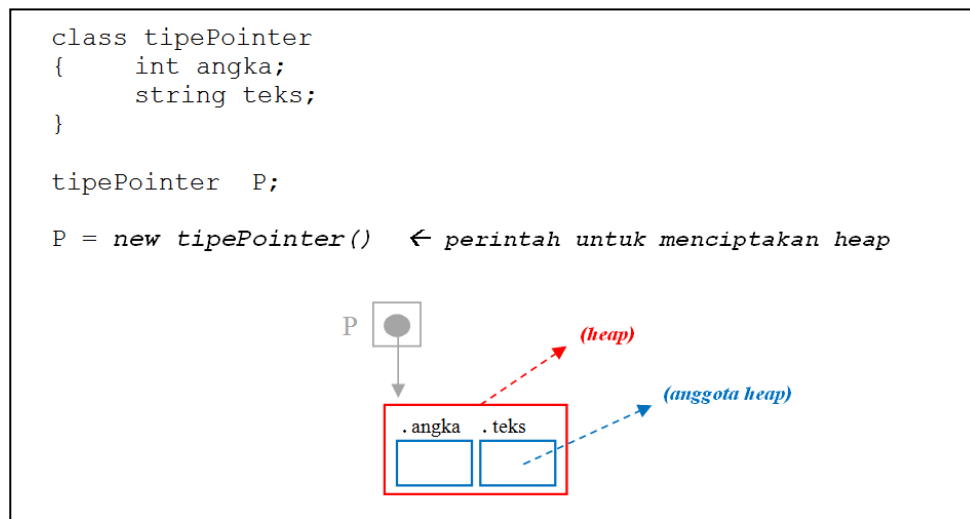 class tipePointer
{ int angka;
string teks;
}
tipePointer P;
P = new tipePointer() ← perintah untuk menciptakan heap
P
(heap)
(anggota heap)
.angka .teks